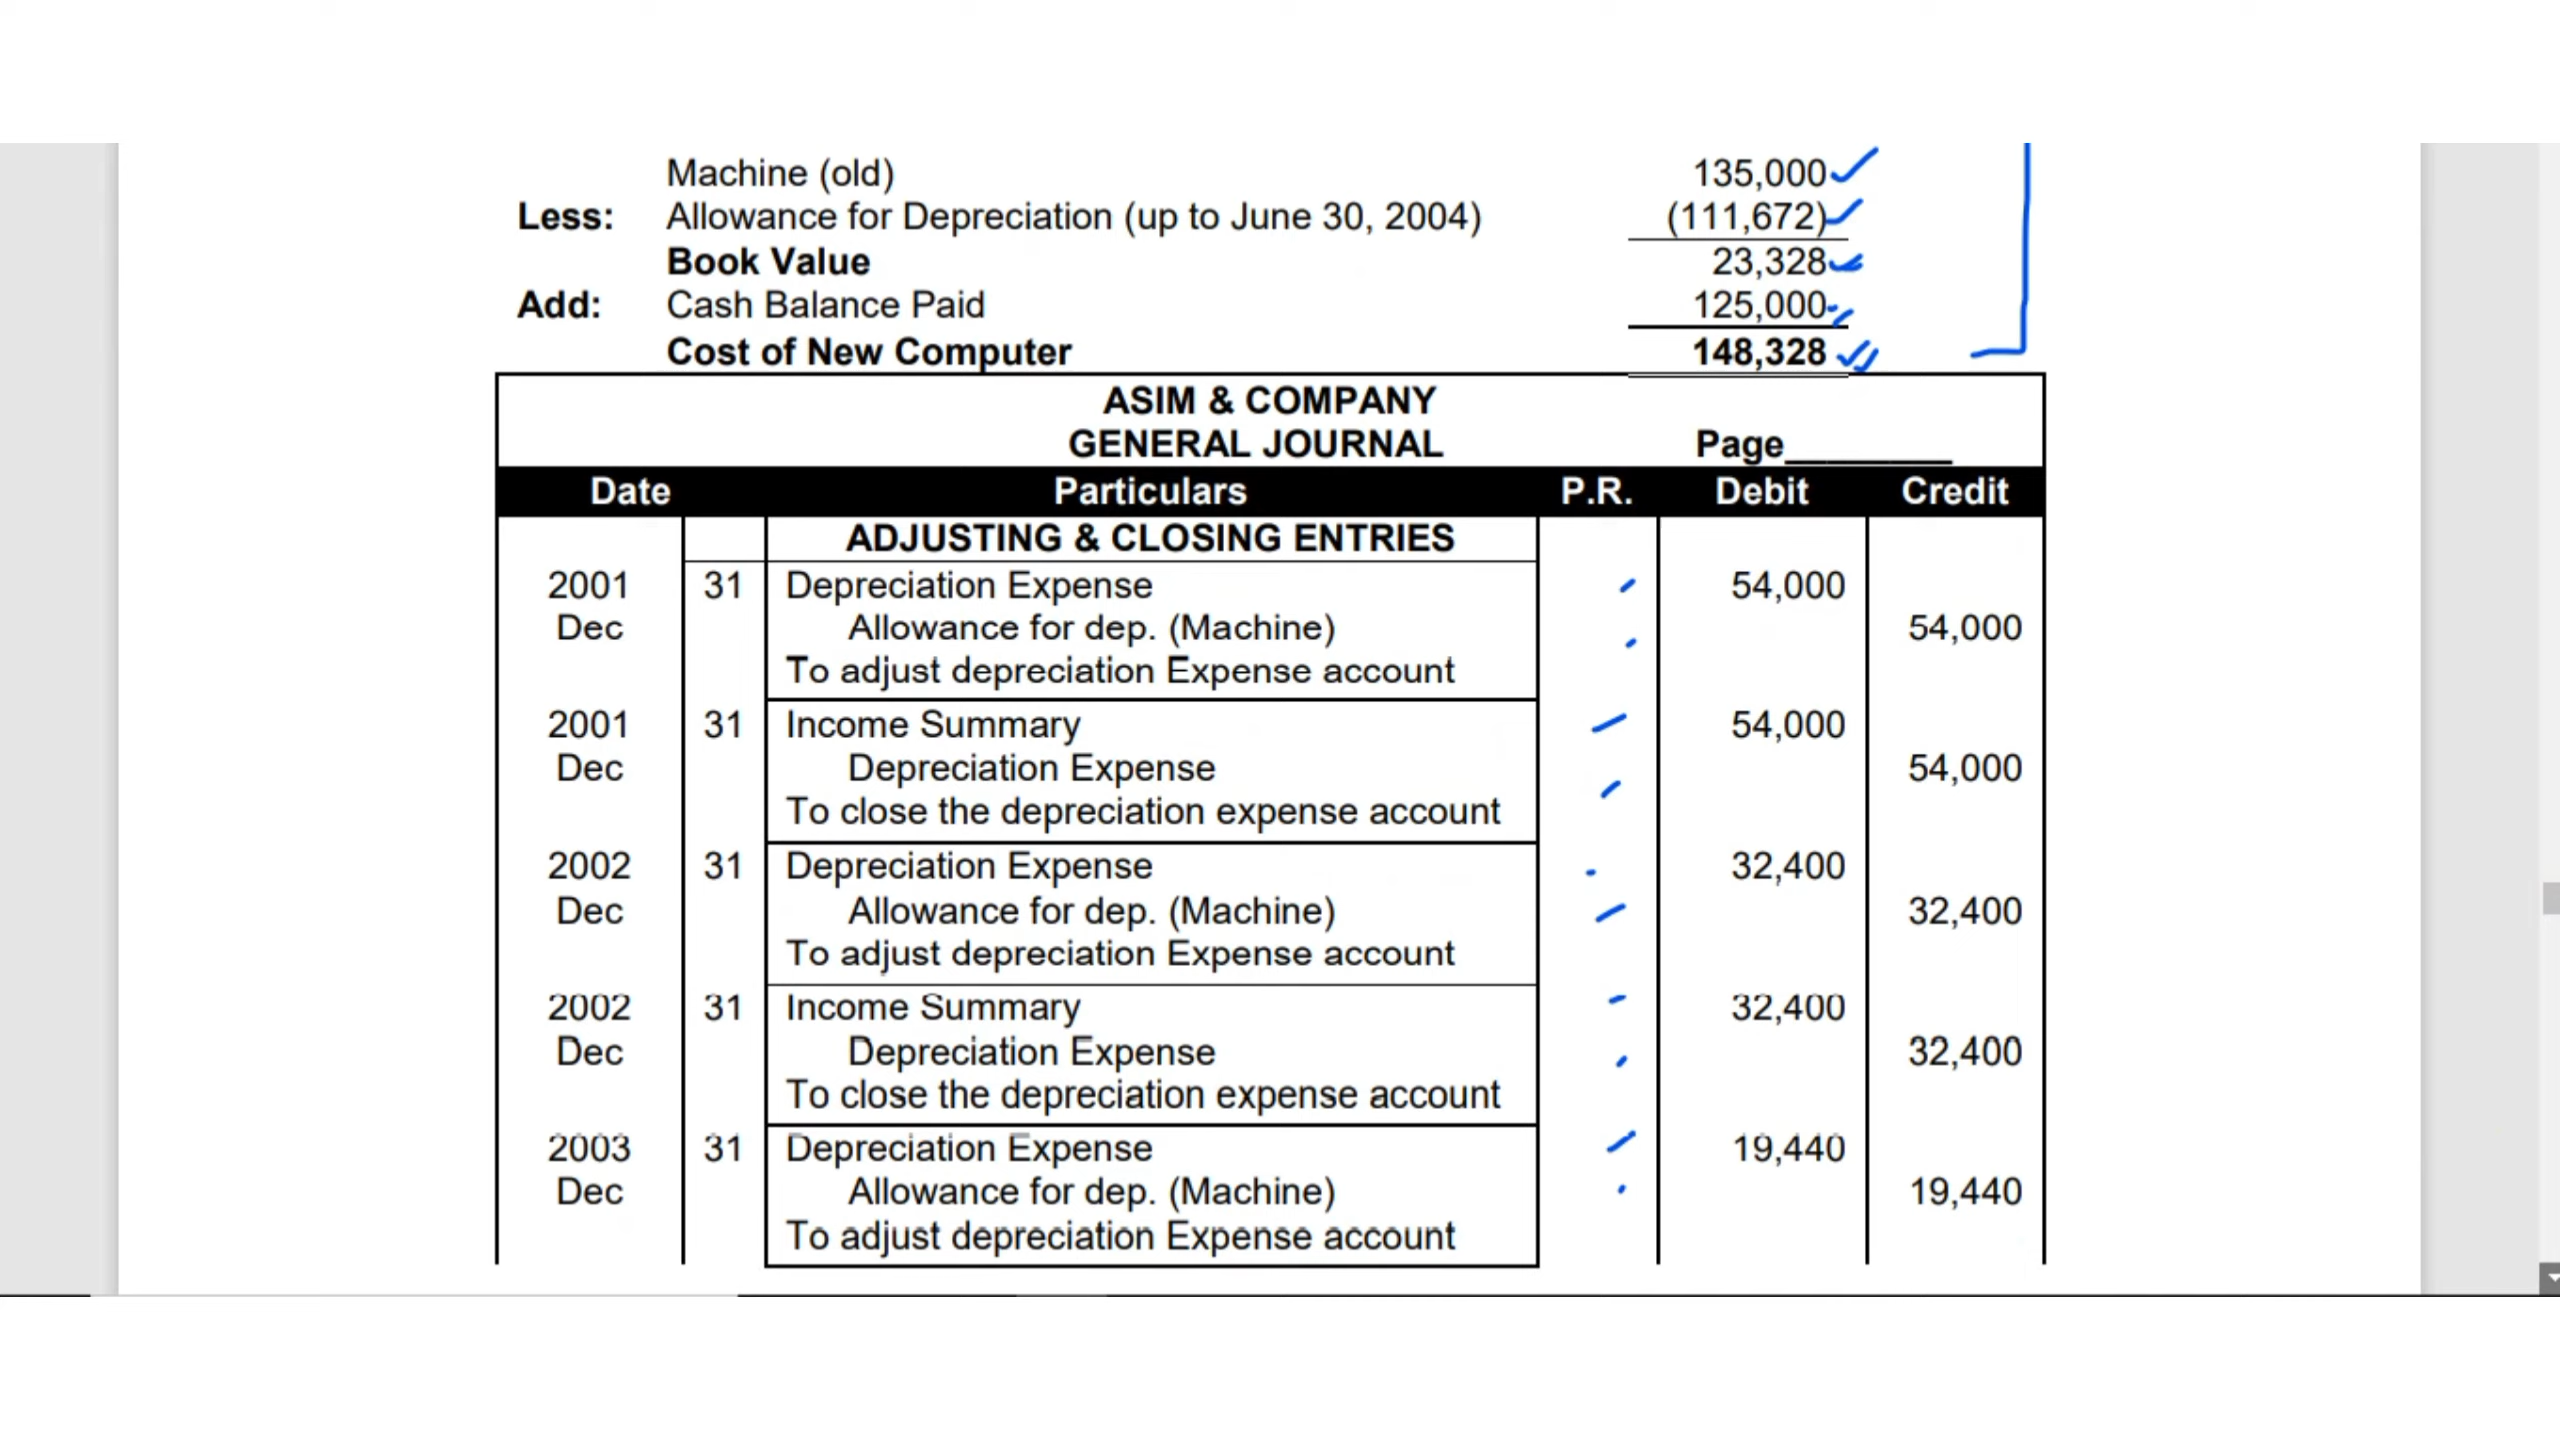 Machine (old) 135,000
Less: Allowance for Depreciation (up to June 30, 2004) (111,672)
Book Value 23,328
Add: Cash Balance Paid 125,000
Cost of New Computer 148,328
ASIM & COMPANY
GENERAL JOURNAL Page________
Date Particulars P.R. Debit Credit
ADJUSTING & CLOSING ENTRIES
2001 31 Depreciation Expense 54,000
Dec Allowance for dep. (Machine) 54,000
To adjust depreciation Expense account
2001 31 Income Summary 54,000
Dec Depreciation Expense 54,000
To close the depreciation expense account
2002 31 Depreciation Expense 32,400
Dec Allowance for dep. (Machine) 32,400
To adjust depreciation Expense account
2002 31 Income Summary 32,400
Dec Depreciation Expense 32,400
To close the depreciation expense account
2003 31 Depreciation Expense 19,440
Dec Allowance for dep. (Machine) 19,440
To adjust depreciation Expense account